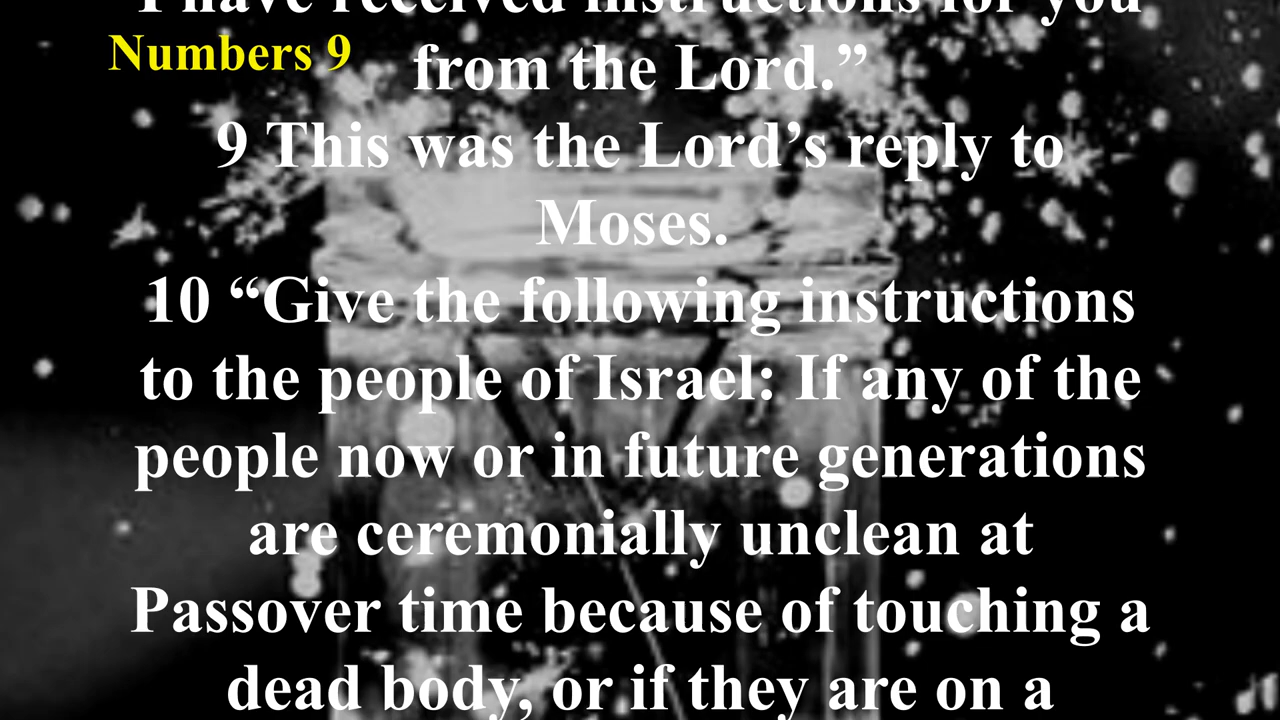 I have received instructions for you
Numbers 9
from the Lord.”
9 This was the Lord’s reply to
Moses.
10 “Give the following instructions
to the people of Israel: If any of the
people now or in future generations
are ceremonially unclean at
Passover time because of touching a
dead body, or if they are on a